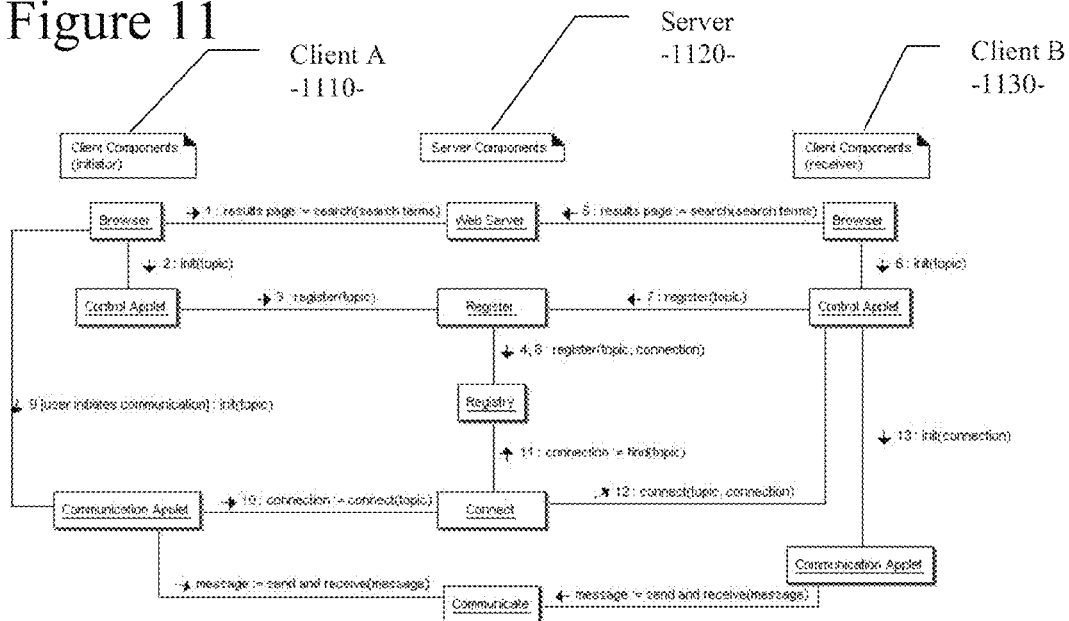 Figure 11
Client A
-1110-
Server
-1120-
Client B
-1130-
Client Components
(initiator)
Server Components
Client Components
(receiver)
Browser
1 : results page := search(search terms)
Web Server
5 : results page := search(search terms)
Browser
2 : init(topic)
6 : init(topic)
Control Applet
3 : register(topic)
Register
7 : register(topic)
Control Applet
4, 8 : register(topic, connection)
Registry
9 [user initiates communication] : init(topic)
13 : init(connection)
11 : connection := find(topic)
Communication Applet
10 : connection := connect(topic)
Connect
12 : connect(topic, connection)
Communication Applet
message := send and receive(message)
Communicate
message := send and receive(message)